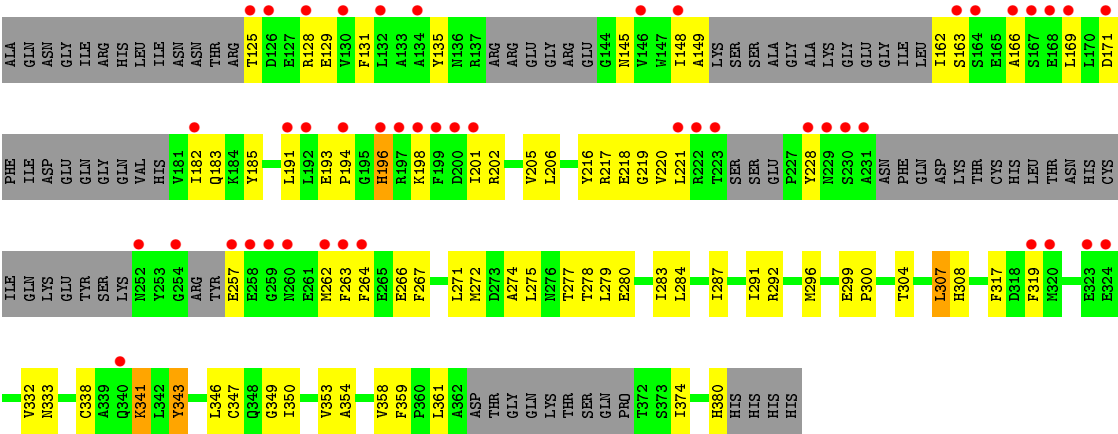 ALA GLN ASN GLY ILE ARG HIS LEU ILE ASN ASN THR ARG T125 D126 E127 R128 E129 V130 F131 L132 A133 A134 Y135 N136 R137 ARG ARG GLU GLY ARG GLU G144 N145 V146 W147 I148 A149 LYS SER SER ALA GLY ALA LYS GLY GLU GLY ILE LEU I162 S163 S164 E165 A166 S167 E168 L169 L170 D171
PHE ILE ASP GLU GLN GLY GLN VAL HIS V181 I182 Q183 K184 Y185 L191 L192 E193 P194 G195 H196 R197 K198 F199 D200 I201 R202 V205 L206 Y216 R217 E218 G219 V220 L221 R222 T223 SER SER GLU P227 Y228 N229 S230 A231 ASN PHE GLN ASP LYS THR CYS HIS LEU THR ASN HIS CYS
ILE GLN LYS GLU TYR SER LYS N252 Y253 G254 ARG TYR E257 E258 G259 N260 E261 M262 F263 F264 E265 E266 F267 L271 M272 D273 A274 L275 N276 T277 T278 L279 E280 I283 L284 I287 I291 R292 M296 E299 P300 T304 L307 H308 F317 D318 F319 M320 E323 E324
V332 N333 C338 A339 Q340 K341 L342 Y343 L346 C347 Q348 G349 I350 V353 A354 V358 F359 P360 L361 A362 ASP THR GLY GLN LYS THR SER GLN PRO T372 S373 I374 H380 HIS HIS HIS HIS